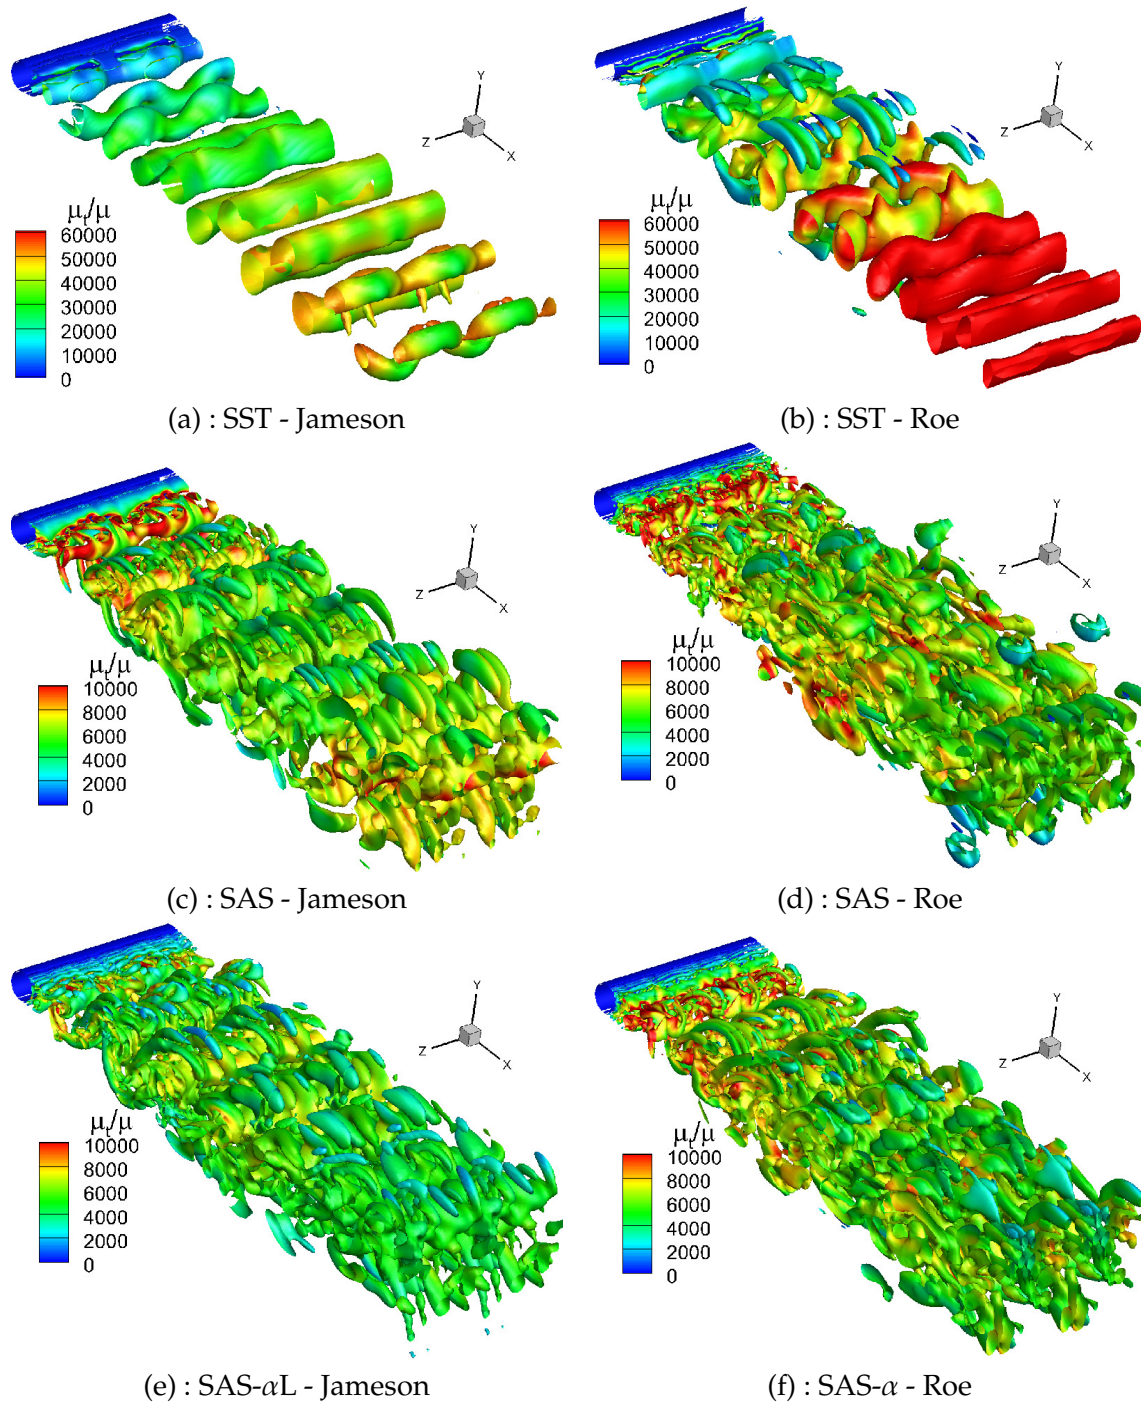 Y
Z
X
μt/μ
60000
50000
40000
30000
20000
10000
0
(a) : SST - Jameson
Y
Z
X
μt/μ
60000
50000
40000
30000
20000
10000
0
(b) : SST - Roe
Y
Z
X
μt/μ
10000
8000
6000
4000
2000
0
(c) : SAS - Jameson
Y
Z
X
μt/μ
10000
8000
6000
4000
2000
0
(d) : SAS - Roe
Y
Z
X
μt/μ
10000
8000
6000
4000
2000
0
(e) : SAS-αL - Jameson
Y
Z
X
μt/μ
10000
8000
6000
4000
2000
0
(f) : SAS-α - Roe